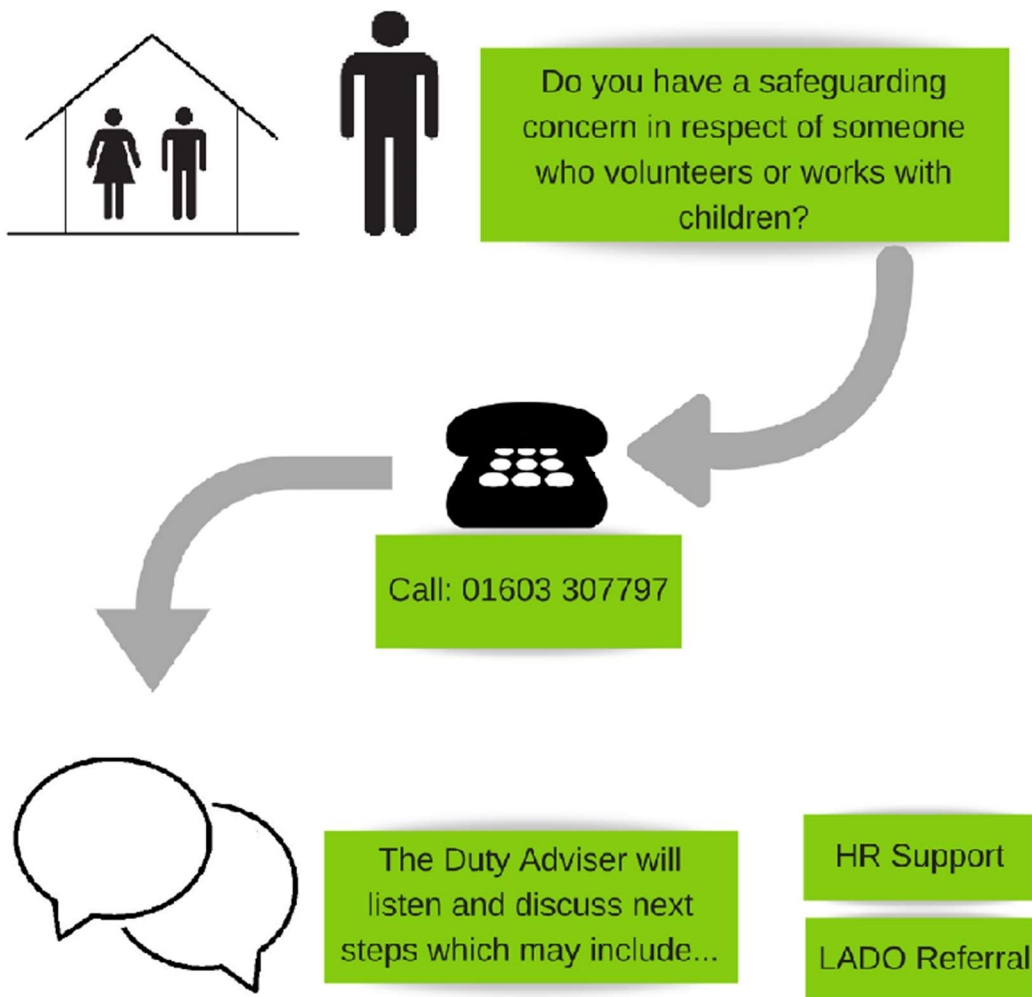 Do you have a safeguarding
concern in respect of someone
who volunteers or works with
children?
Call: 01603 307797
The Duty Adviser will
listen and discuss next
steps which may include...
HR Support
LADO Referral